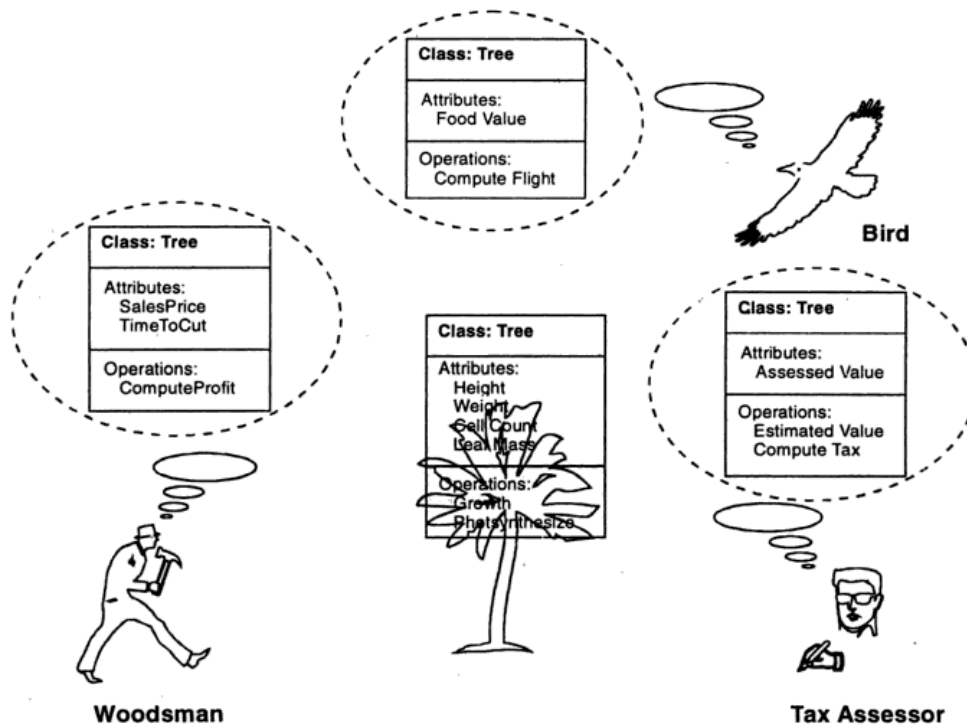 Class: Tree
Attributes:
Food Value
Operations:
Compute Flight
Bird
Class: Tree
Attributes:
SalesPrice
TimeToCut
Operations:
ComputeProfit
Woodsman
Class: Tree
Attributes:
Height
Weight
Cell Count
Leaf Mass
Operations:
Growth
Photsynthesize
Class: Tree
Attributes:
Assessed Value
Operations:
Estimated Value
Compute Tax
Tax Assessor